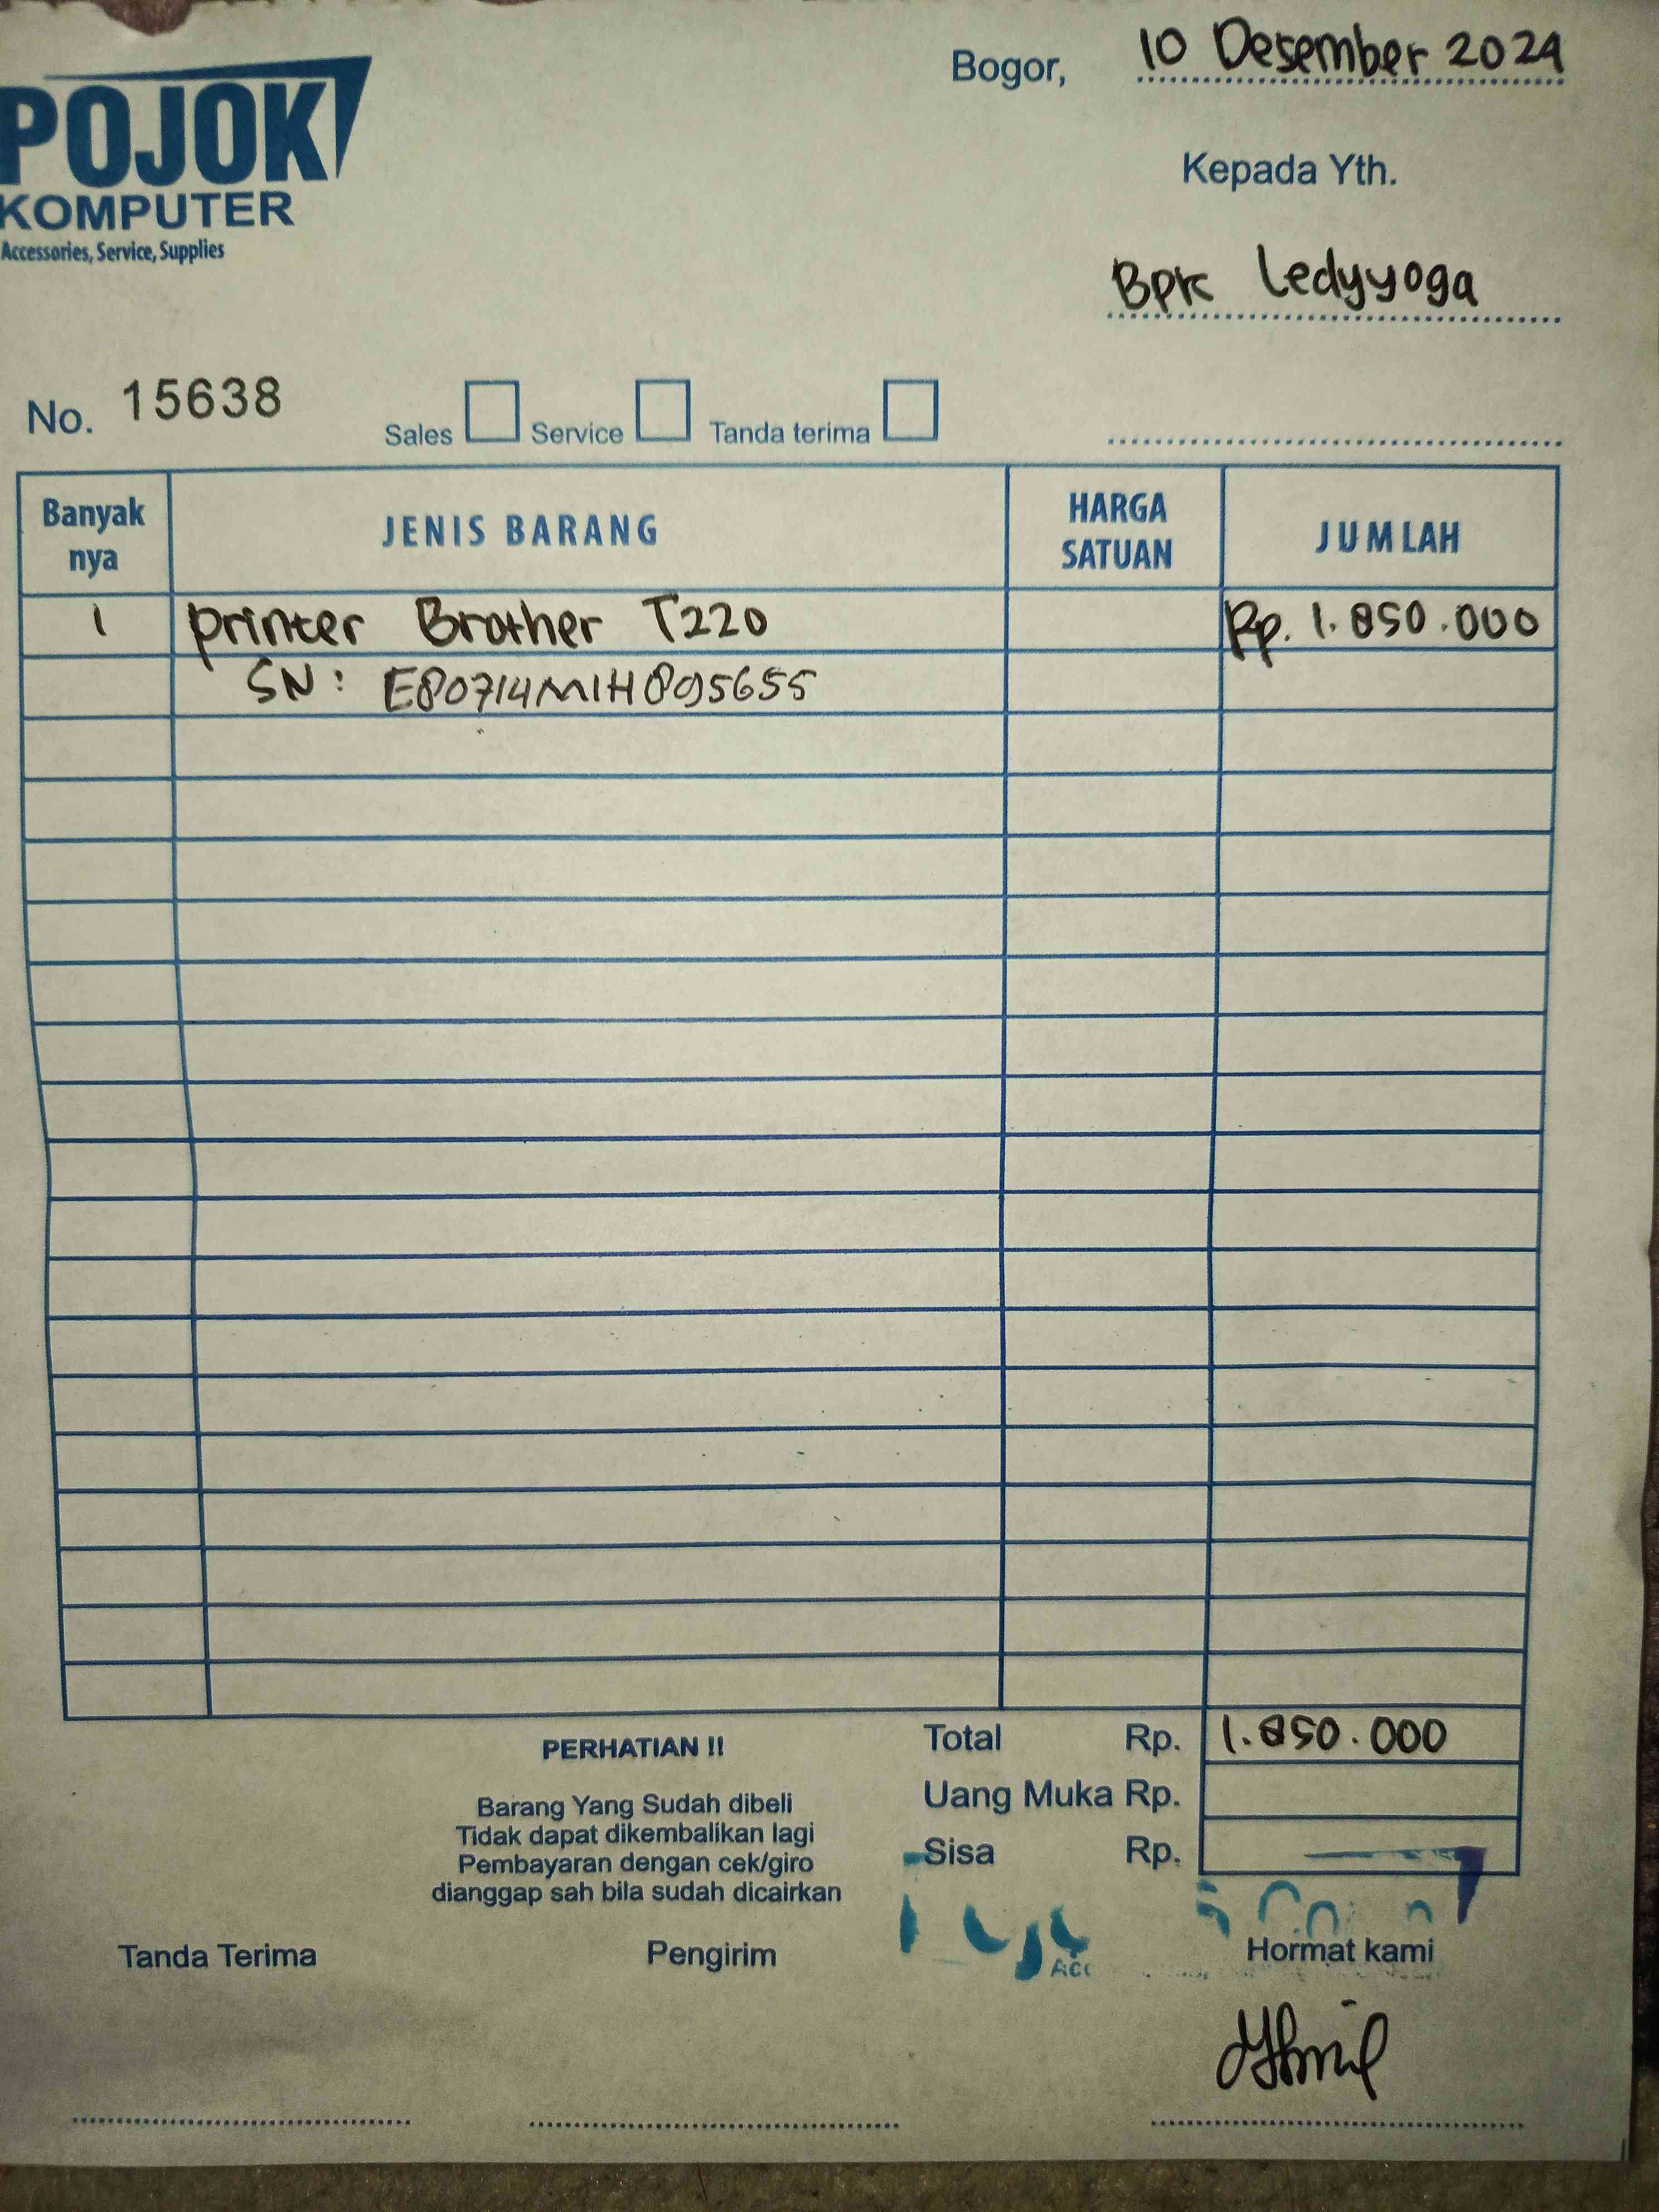 Bogor, 10 Desember 2024
POJOK
KOMPUTER
Accessories, Service, Supplies
Kepada Yth.
Bpk Ledyyoga
No. 15638
Sales Service Tanda terima
Banyak nya JENIS BARANG HARGA SATUAN JUMLAH
1 printer Brother T220 Rp. 1.850.000
SN: E80714M1H895655
Total Rp. 1.850.000
Uang Muka Rp.
Sisa Rp.
PERHATIAN !!
Barang Yang Sudah dibeli
Tidak dapat dikembalikan lagi
Pembayaran dengan cek/giro
dianggap sah bila sudah dicairkan
Tanda Terima Pengirim Hormat kami